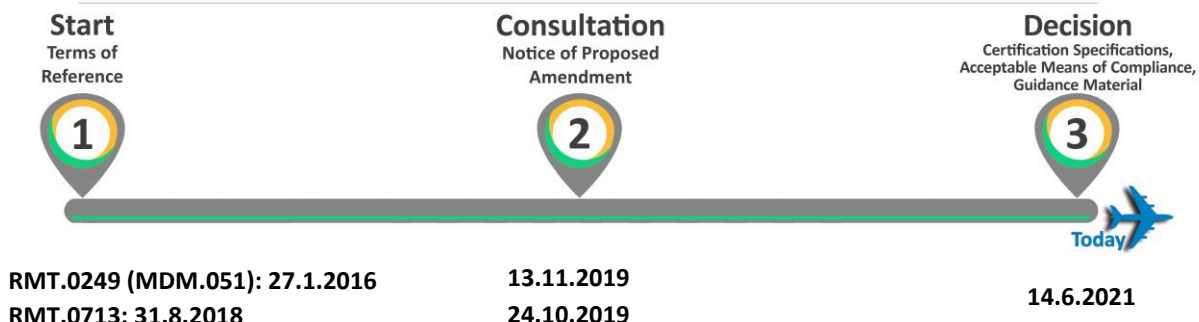 Start
Terms of
Reference
1
Consultation
Notice of Proposed
Amendment
2
Decision
Certification Specifications,
Acceptable Means of Compliance,
Guidance Material
3
Today
RMT.0249 (MDM.051): 27.1.2016
RMT.0713: 31.8.2018
13.11.2019
24.10.2019
14.6.2021